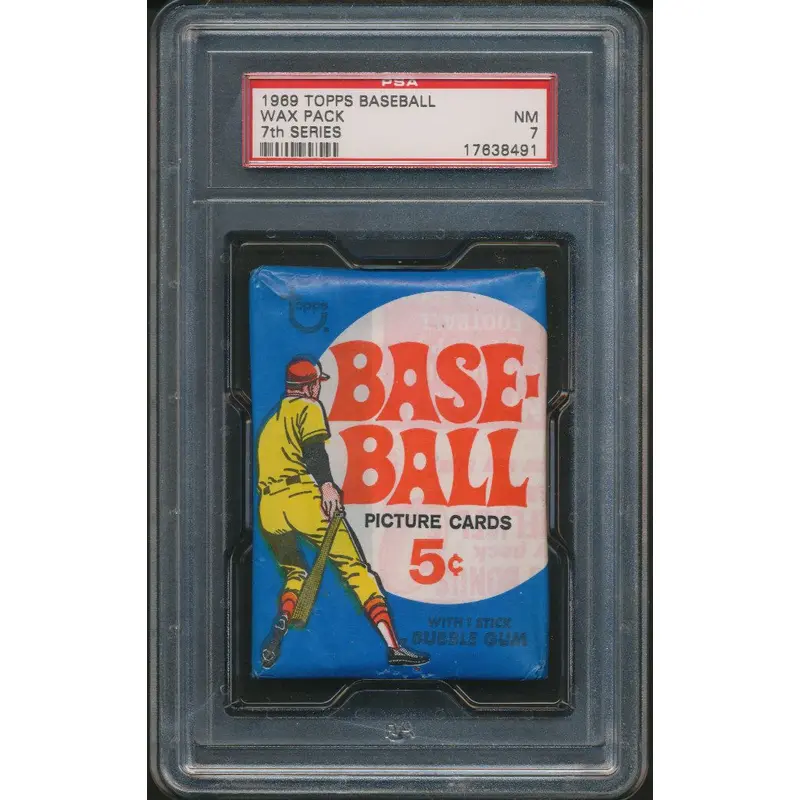 PSA
1969 TOPPS BASEBALL
WAX PACK NM
7th SERIES 7
17638491
topps
BASE-
BALL
PICTURE CARDS
5¢
WITH 1 STICK
BUBBLE GUM
FOOTBALL